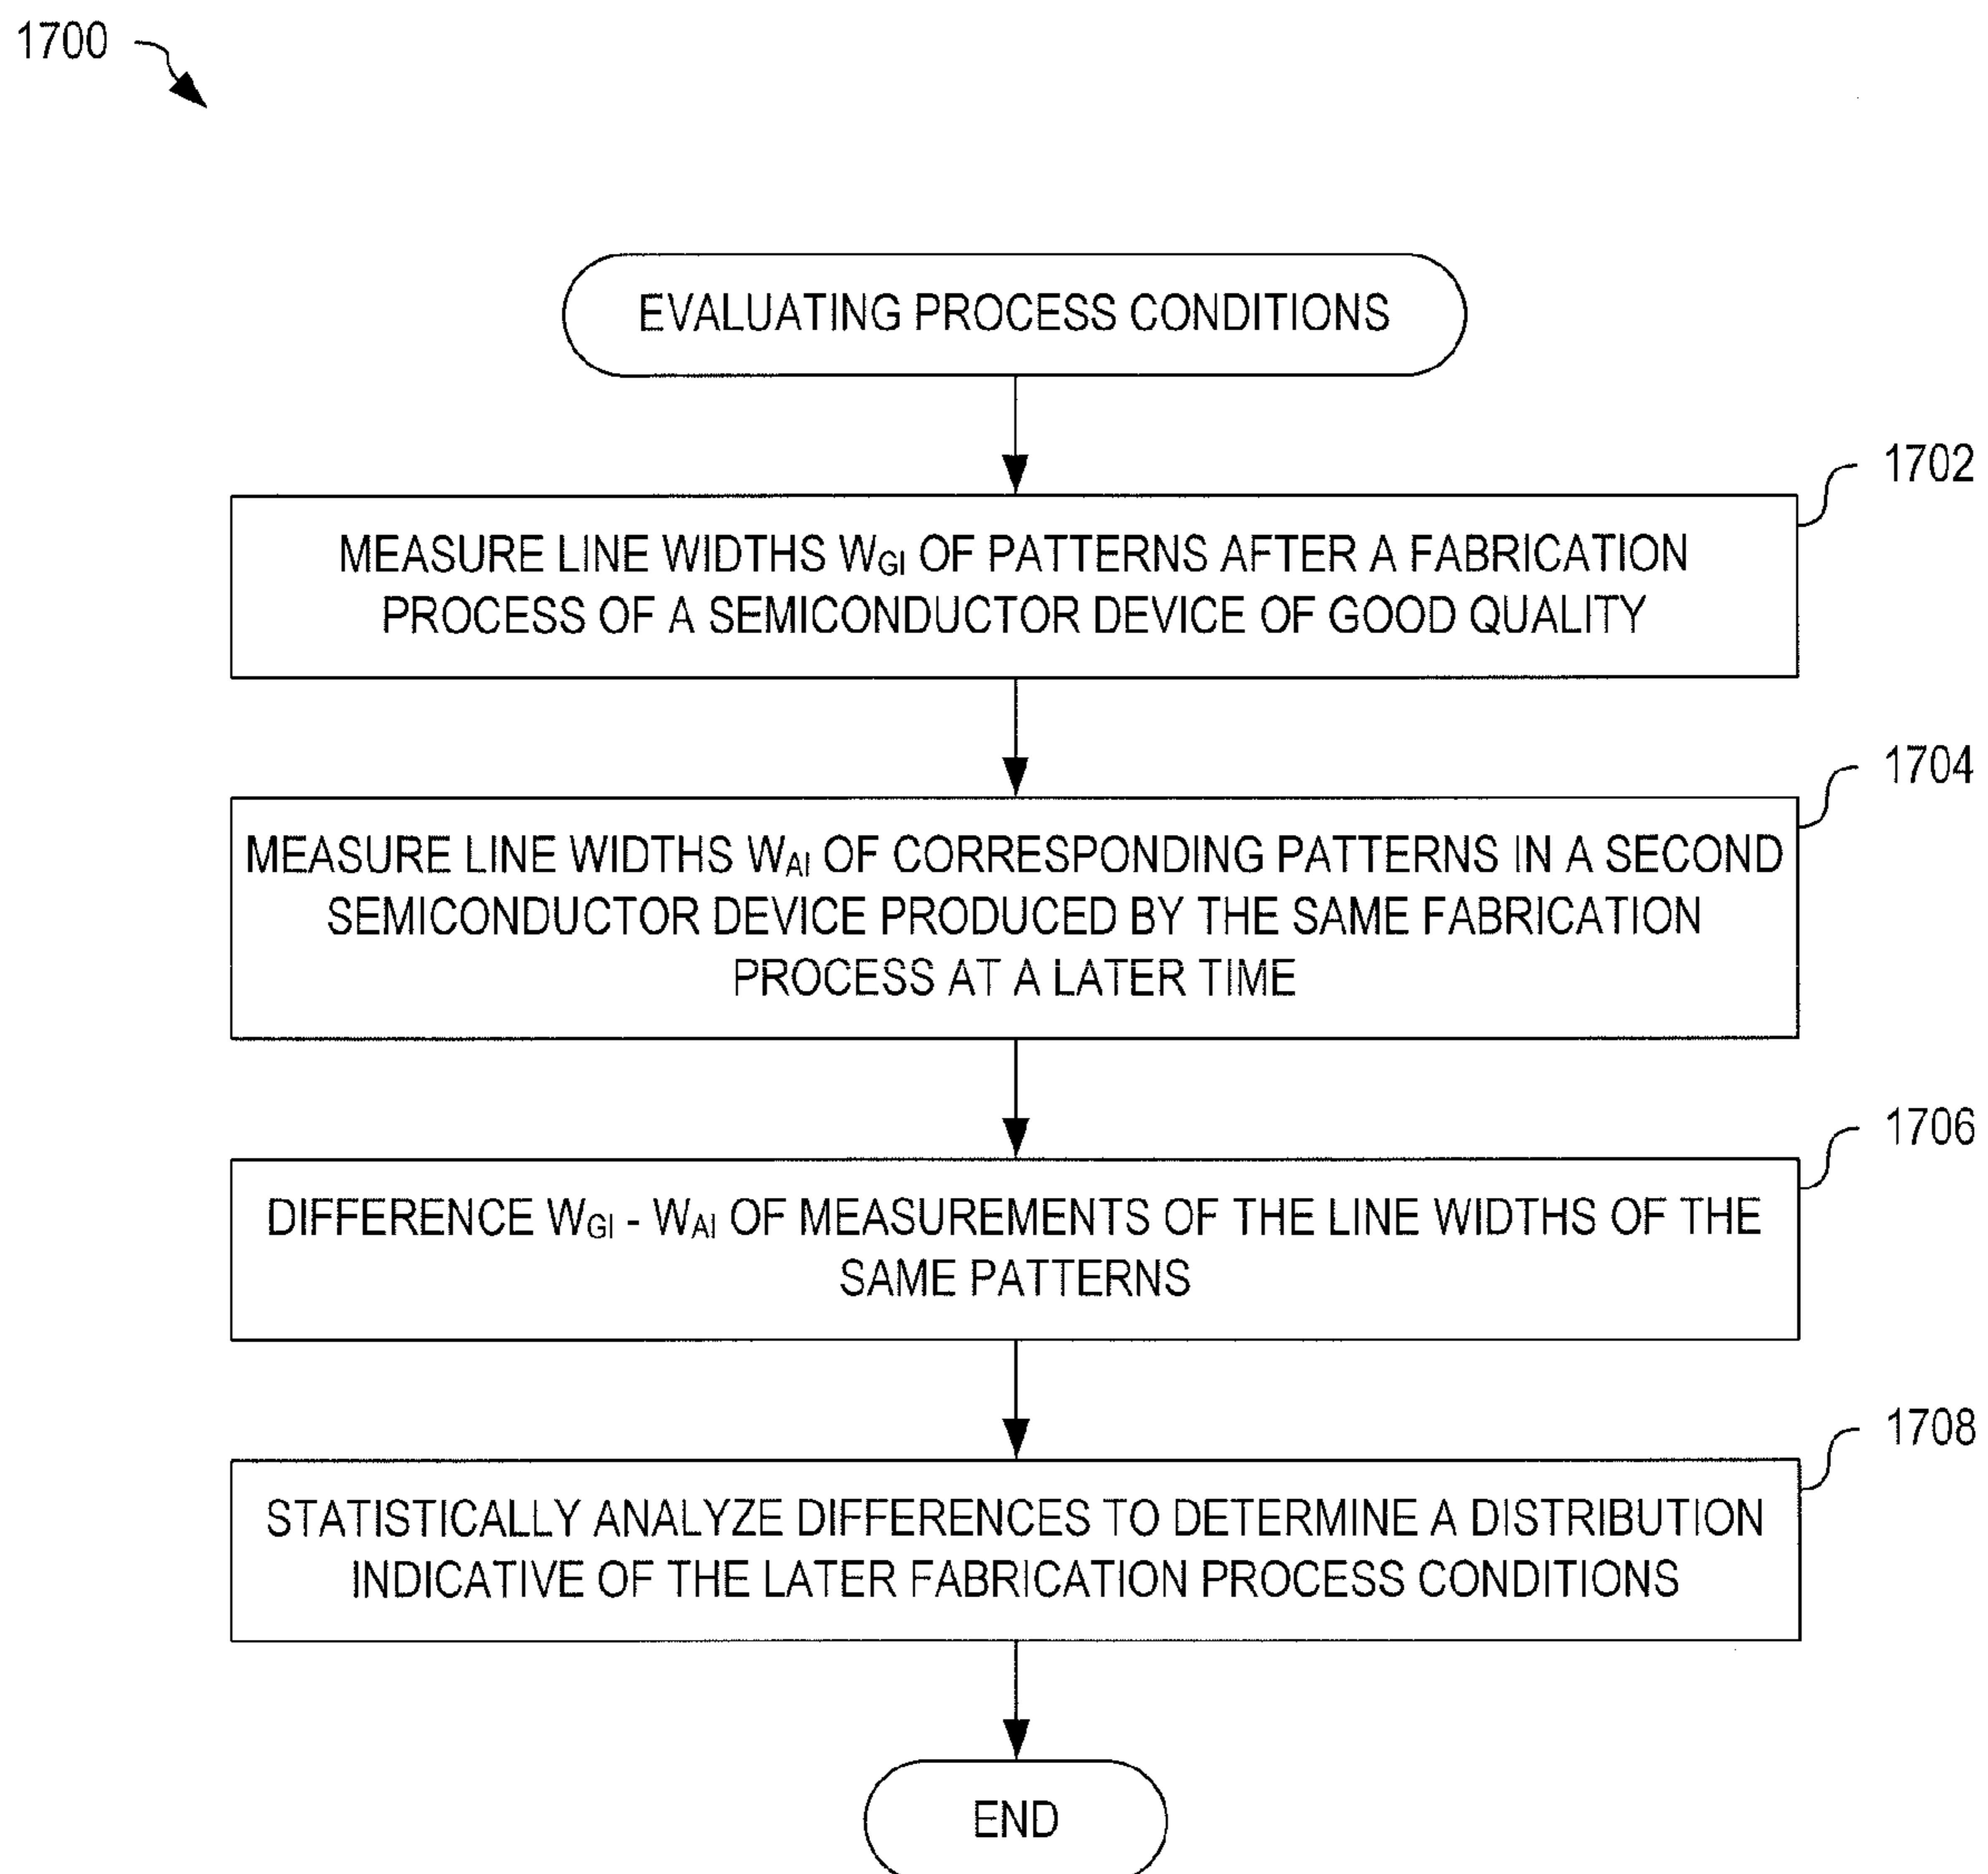 1700
EVALUATING PROCESS CONDITIONS
1702
MEASURE LINE WIDTHS WGI OF PATTERNS AFTER A FABRICATION
PROCESS OF A SEMICONDUCTOR DEVICE OF GOOD QUALITY
1704
MEASURE LINE WIDTHS WAI OF CORRESPONDING PATTERNS IN A SECOND
SEMICONDUCTOR DEVICE PRODUCED BY THE SAME FABRICATION
PROCESS AT A LATER TIME
1706
DIFFERENCE WGI - WAI OF MEASUREMENTS OF THE LINE WIDTHS OF THE
SAME PATTERNS
1708
STATISTICALLY ANALYZE DIFFERENCES TO DETERMINE A DISTRIBUTION
INDICATIVE OF THE LATER FABRICATION PROCESS CONDITIONS
END